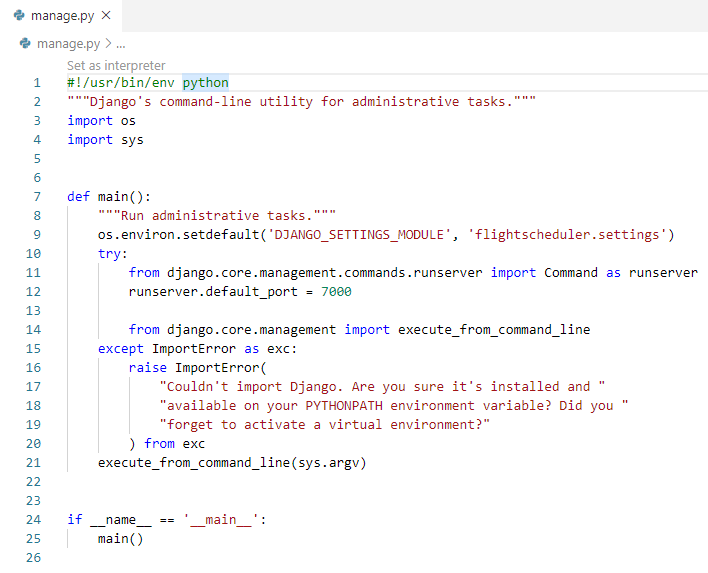 manage.py
manage.py > ...
Set as interpreter
1 #!/usr/bin/env python
2 """Django's command-line utility for administrative tasks."""
3 import os
4 import sys
5
6
7 def main():
8     """Run administrative tasks."""
9     os.environ.setdefault('DJANGO_SETTINGS_MODULE', 'flightscheduler.settings')
10     try:
11         from django.core.management.commands.runserver import Command as runserver
12         runserver.default_port = 7000
13
14         from django.core.management import execute_from_command_line
15     except ImportError as exc:
16         raise ImportError(
17             "Couldn't import Django. Are you sure it's installed and "
18             "available on your PYTHONPATH environment variable? Did you "
19             "forget to activate a virtual environment?"
20         ) from exc
21     execute_from_command_line(sys.argv)
22
23
24 if __name__ == '__main__':
25     main()
26